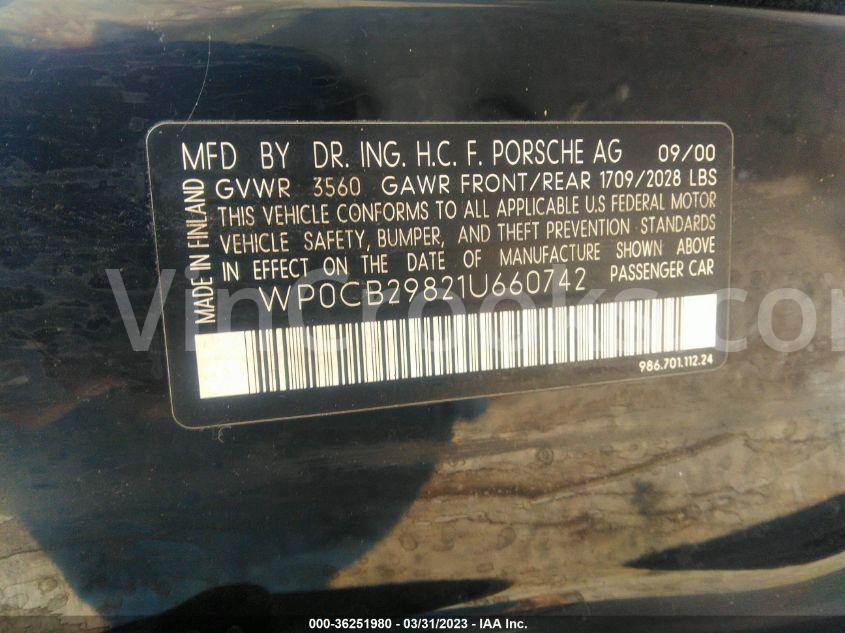 MFD BY DR. ING. H.C. F. PORSCHE AG 09/00
GVWR 3560 GAWR FRONT/REAR 1709/2028 LBS
THIS VEHICLE CONFORMS TO ALL APPLICABLE U.S FEDERAL MOTOR
VEHICLE SAFETY, BUMPER, AND THEFT PREVENTION STANDARDS
IN EFFECT ON THE DATE OF MANUFACTURE SHOWN ABOVE
WP0CB29821U660742 PASSENGER CAR
MADE IN FINLAND
986.701.112.24
VinCrooks.com
000-36251980 - 03/31/2023 - IAA Inc.